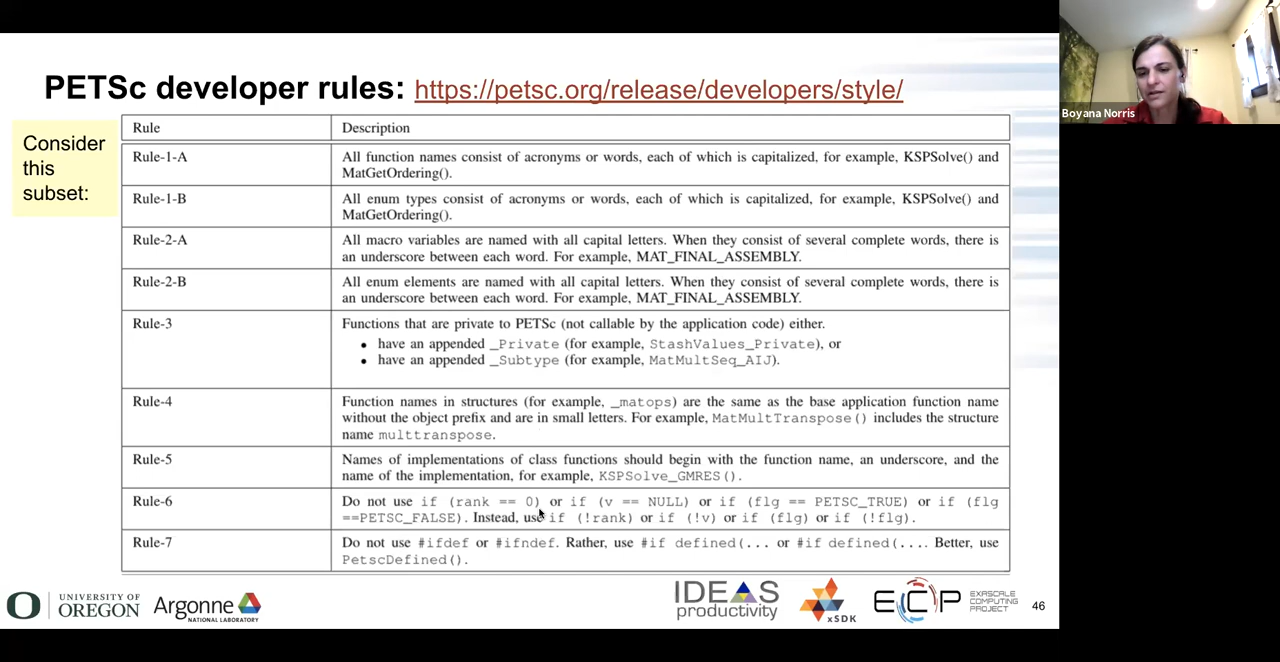 PETSc developer rules: https://petsc.org/release/developers/style/
Boyana Norris
Consider
this
subset:
Rule Description
Rule-1-A All function names consist of acronyms or words, each of which is capitalized, for example, KSPSolve() and
MatGetOrdering().
Rule-1-B All enum types consist of acronyms or words, each of which is capitalized, for example, KSPSolve() and
MatGetOrdering().
Rule-2-A All macro variables are named with all capital letters. When they consist of several complete words, there is
an underscore between each word. For example, MAT_FINAL_ASSEMBLY.
Rule-2-B All enum elements are named with all capital letters. When they consist of several complete words, there is
an underscore between each word. For example, MAT_FINAL_ASSEMBLY.
Rule-3 Functions that are private to PETSc (not callable by the application code) either.
• have an appended _Private (for example, StashValues_Private), or
• have an appended _Subtype (for example, MatMultSeq_AIJ).
Rule-4 Function names in structures (for example, _matops) are the same as the base application function name
without the object prefix and are in small letters. For example, MatMultTranspose() includes the structure
name multtranspose.
Rule-5 Names of implementations of class functions should begin with the function name, an underscore, and the
name of the implementation, for example, KSPSolve_GMRES().
Rule-6 Do not use if (rank == 0) or if (v == NULL) or if (flg == PETSC_TRUE) or if (flg
==PETSC_FALSE). Instead, use if (!rank) or if (!v) or if (flg) or if (!flg).
Rule-7 Do not use #ifdef or #ifndef. Rather, use #if defined(... or #if defined(.... Better, use
PetscDefined().
O UNIVERSITY OF
OREGON
Argonne
NATIONAL LABORATORY
IDEAS
productivity
xSDK
ECP
EXASCALE
COMPUTING
PROJECT
46